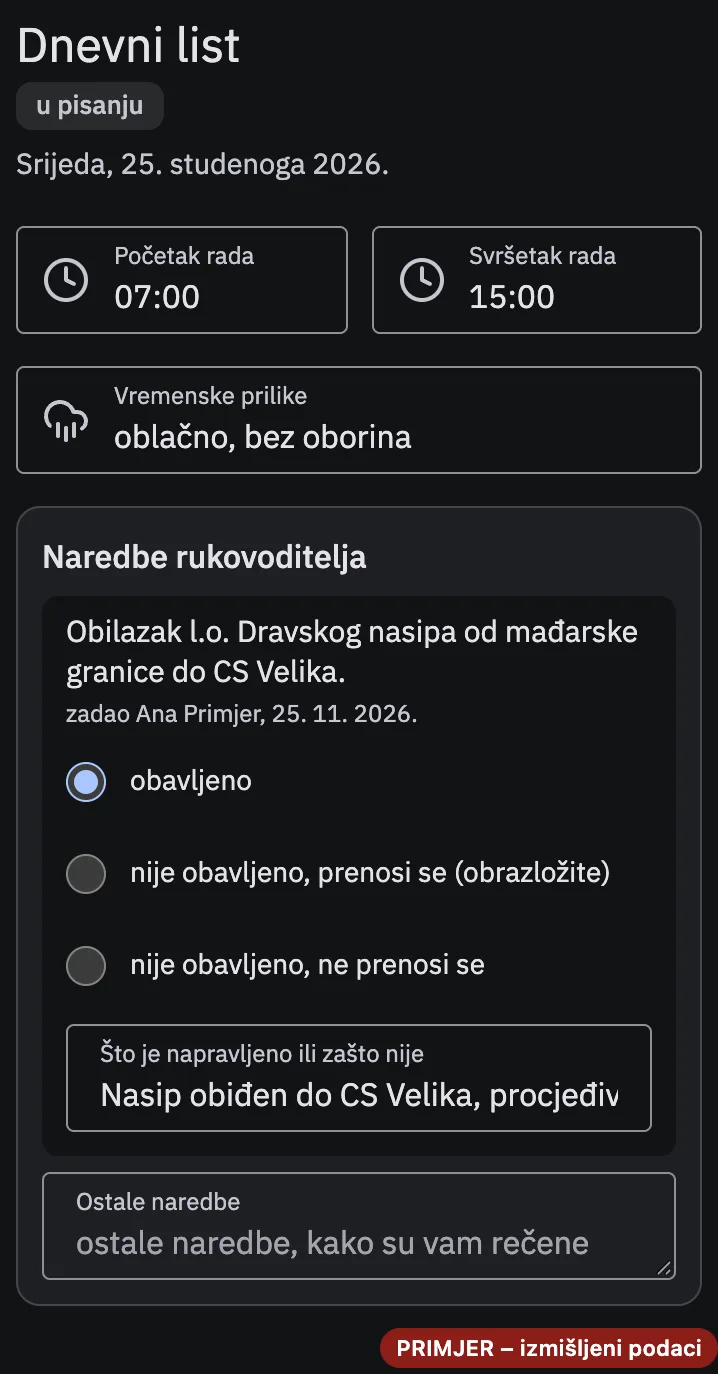 Dnevni list
u pisanju
Srijeda, 25. studenoga 2026.
Početak rada
07:00
Svršetak rada
15:00
Vremenske prilike
oblačno, bez oborina
Naredbe rukovoditelja
Obilazak l.o. Dravskog nasipa od mađarske
granice do CS Velika.
zadao Ana Primjer, 25. 11. 2026.
obavljeno
nije obavljeno, prenosi se (obrazložite)
nije obavljeno, ne prenosi se
Što je napravljeno ili zašto nije
Nasip obiđen do CS Velika, procjeđiv
Ostale naredbe
ostale naredbe, kako su vam rečene
PRIMJER – izmišljeni podaci